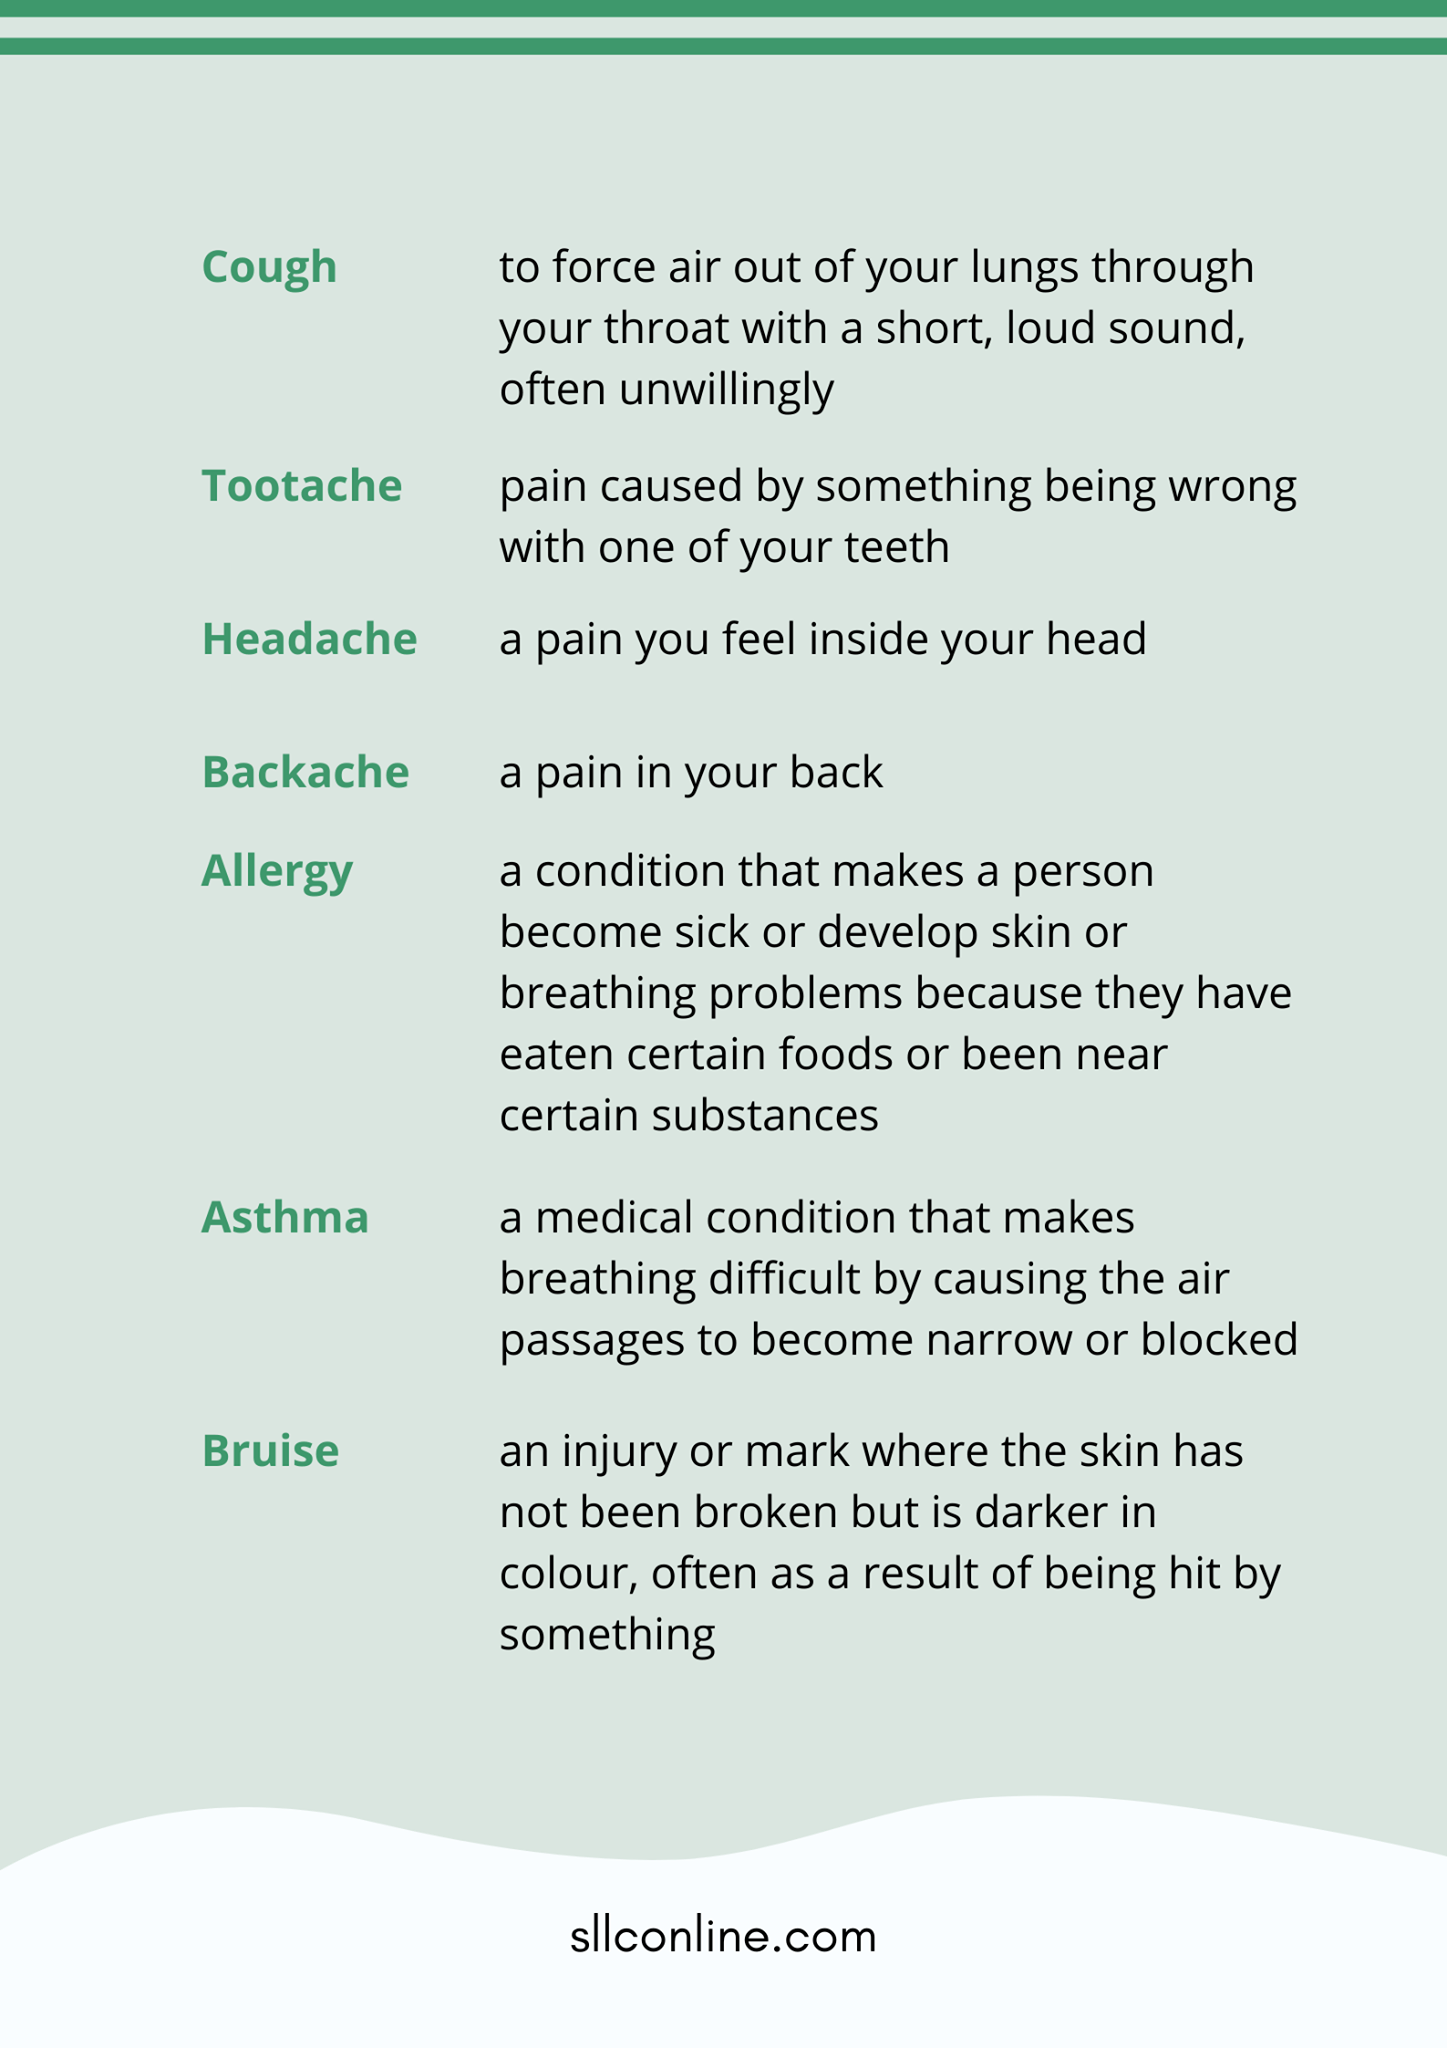 Cough to force air out of your lungs through
your throat with a short, loud sound,
often unwillingly
Tootache pain caused by something being wrong
with one of your teeth
Headache a pain you feel inside your head
Backache a pain in your back
Allergy a condition that makes a person
become sick or develop skin or
breathing problems because they have
eaten certain foods or been near
certain substances
Asthma a medical condition that makes
breathing difficult by causing the air
passages to become narrow or blocked
Bruise an injury or mark where the skin has
not been broken but is darker in
colour, often as a result of being hit by
something
sllconline.com